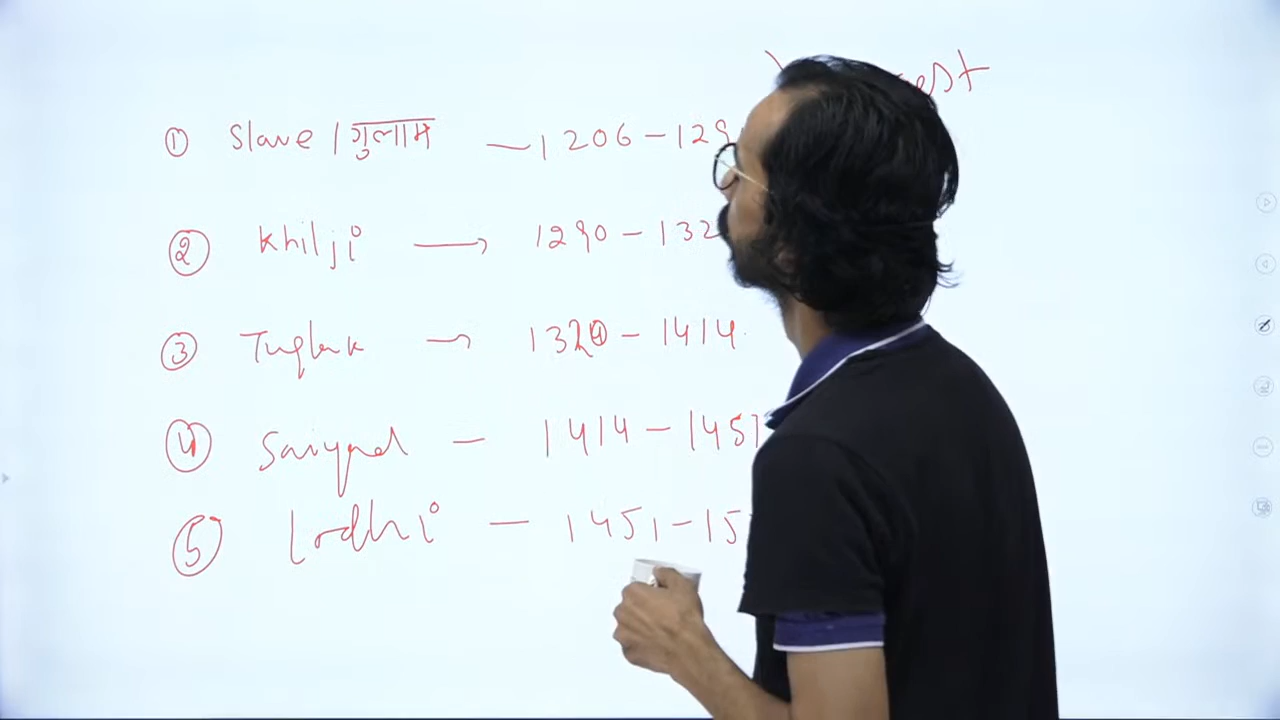 ① Slave / गुलाम — 1206 – 129
② Khilji → 1290 – 132
③ Tuglak → 1320 – 1414
④ Saiyad — 1414 – 1451
⑤ Lodhi — 1451 – 15